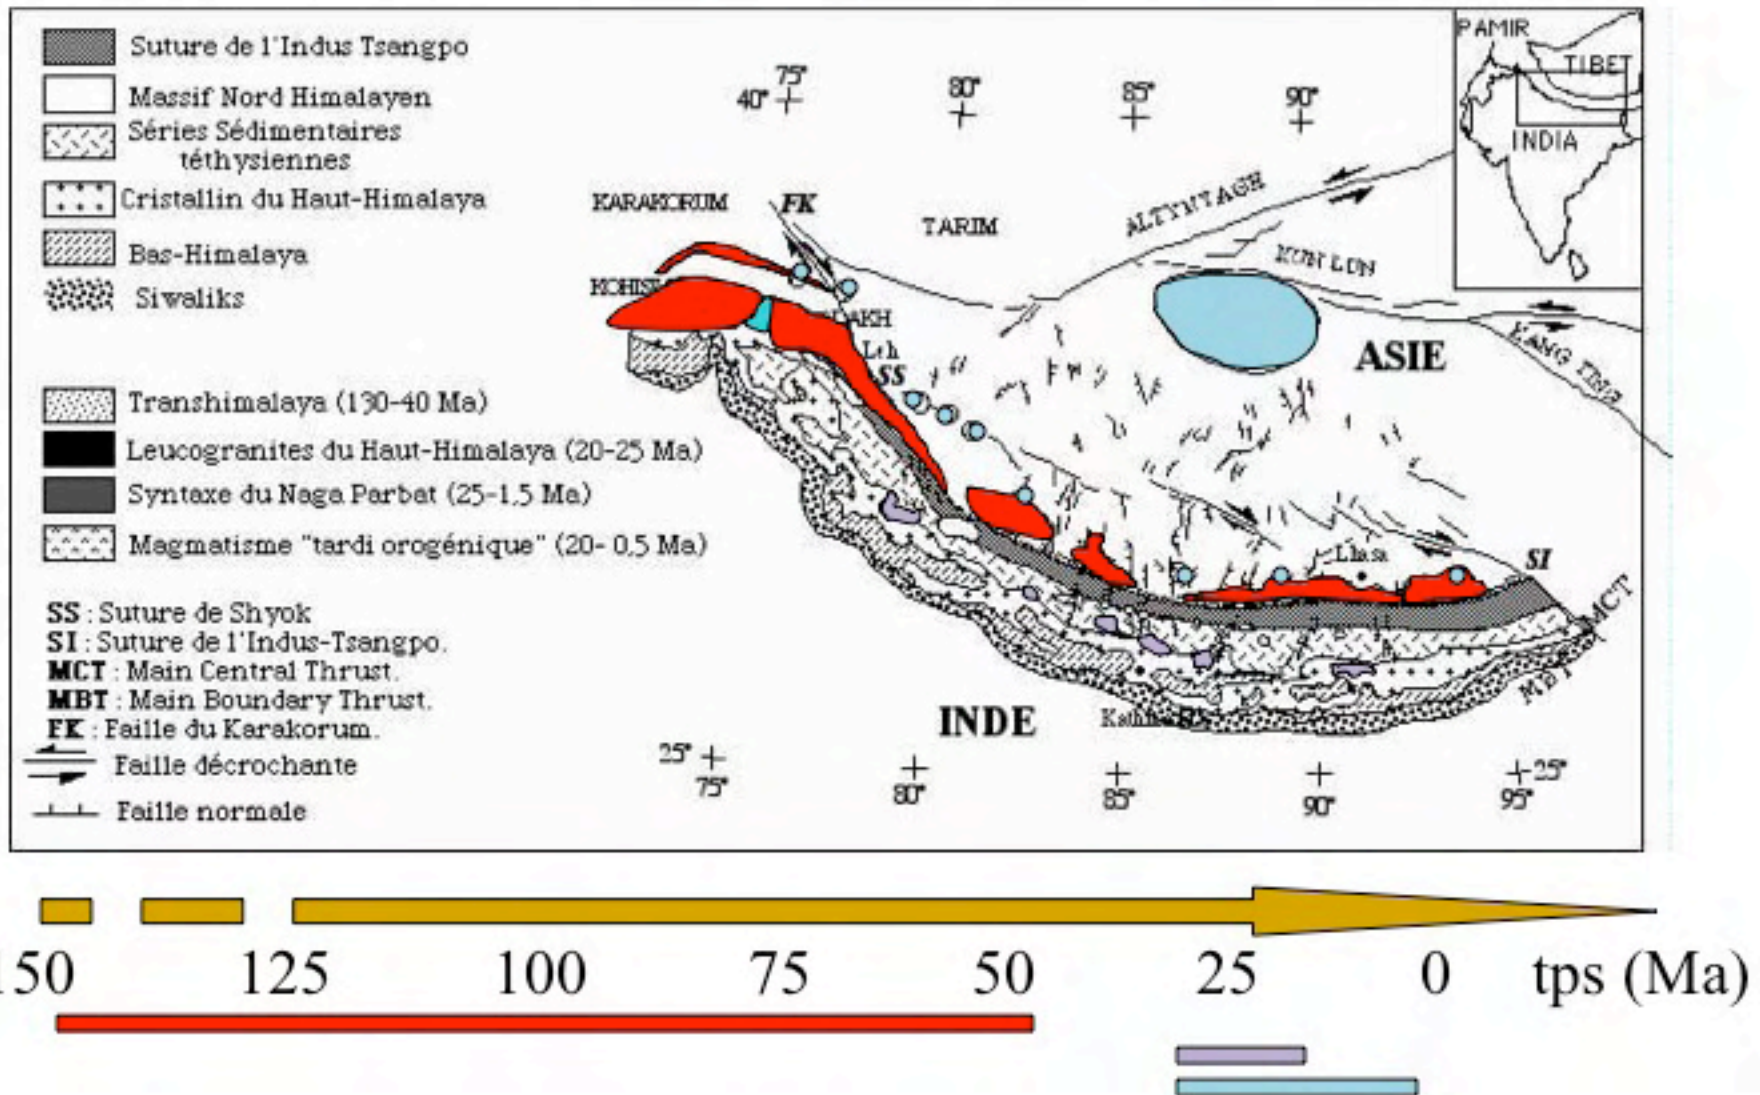 Suture de l'Indus Tsangpo
Massif Nord Himalayen
Séries Sédimentaires
téthysiennes
Cristallin du Haut-Himalaya
Bas-Himalaya
Siwaliks
Transhimalaya (130-40 Ma)
Leucogranites du Haut-Himalaya (20-25 Ma)
Syntaxe du Naga Parbat (25-1.5 Ma)
Magmatisme "tardi orogénique" (20- 0.5 Ma)
SS : Suture de Shyok
SI : Suture de l'Indus-Tsangpo.
MCT : Main Central Thrust.
MBT : Main Boundary Thrust.
FK : Faille du Karakorum.
Faille décrochante
Faille normale
75°
40°
80°
85°
90°
PAMIR
TIBET
INDIA
KARAKORUM
FK
TARIM
ALTYNTAGH
KUN LUN
ASIE
KANG TING
Leh
SS
Lhasa
SI
MCT
INDE
25°
75°
80°
85°
90°
95°
25°
150 125 100 75 50 25 0 tps (Ma)